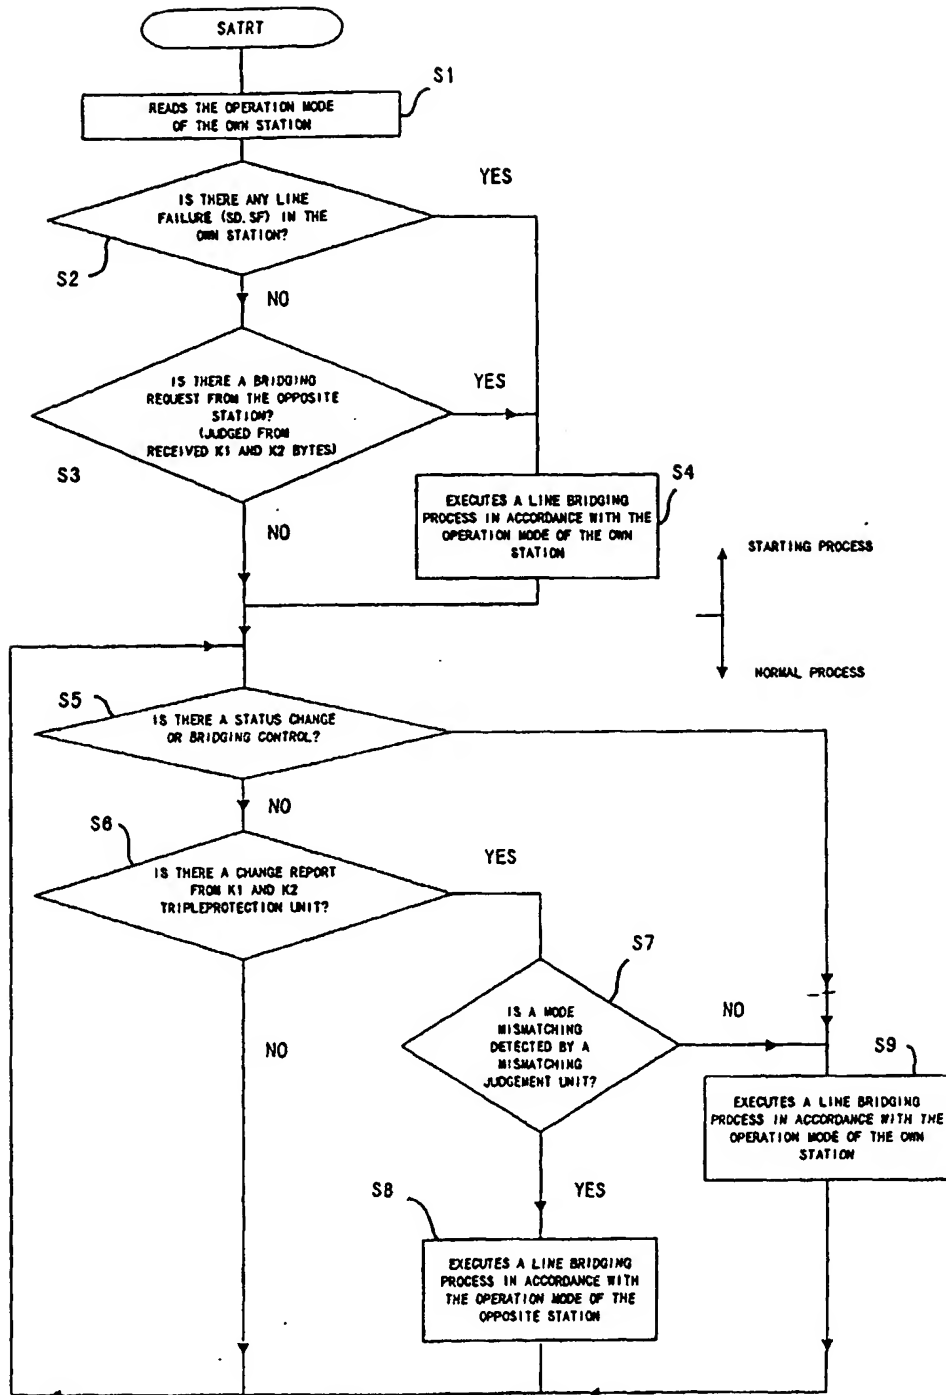 SATRT
S1
READS THE OPERATION MODE
OF THE OWN STATION
YES
IS THERE ANY LINE
FAILURE (SD.SF) IN THE
OWN STATION?
S2
NO
IS THERE A BRIDGING
REQUEST FROM THE OPPOSITE
STATION?
(JUDGED FROM
RECEIVED K1 AND K2 BYTES)
YES
S3
S4
EXECUTES A LINE BRIDGING
PROCESS IN ACCORDANCE WITH THE
OPERATION MODE OF THE OWN
STATION
NO
STARTING PROCESS
NORMAL PROCESS
S5
IS THERE A STATUS CHANGE
OR BRIDGING CONTROL?
NO
S6
YES
IS THERE A CHANGE REPORT
FROM K1 AND K2
TRIPLEPROTECTION UNIT?
S7
IS A MODE
MISMATCHING
DETECTED BY A
MISMATCHING
JUDGEMENT UNIT?
NO
NO
S9
EXECUTES A LINE BRIDGING
PROCESS IN ACCORDANCE WITH THE
OPERATION MODE OF THE OWN
STATION
YES
S8
EXECUTES A LINE BRIDGING
PROCESS IN ACCORDANCE WITH
THE OPERATION MODE OF THE
OPPOSITE STATION